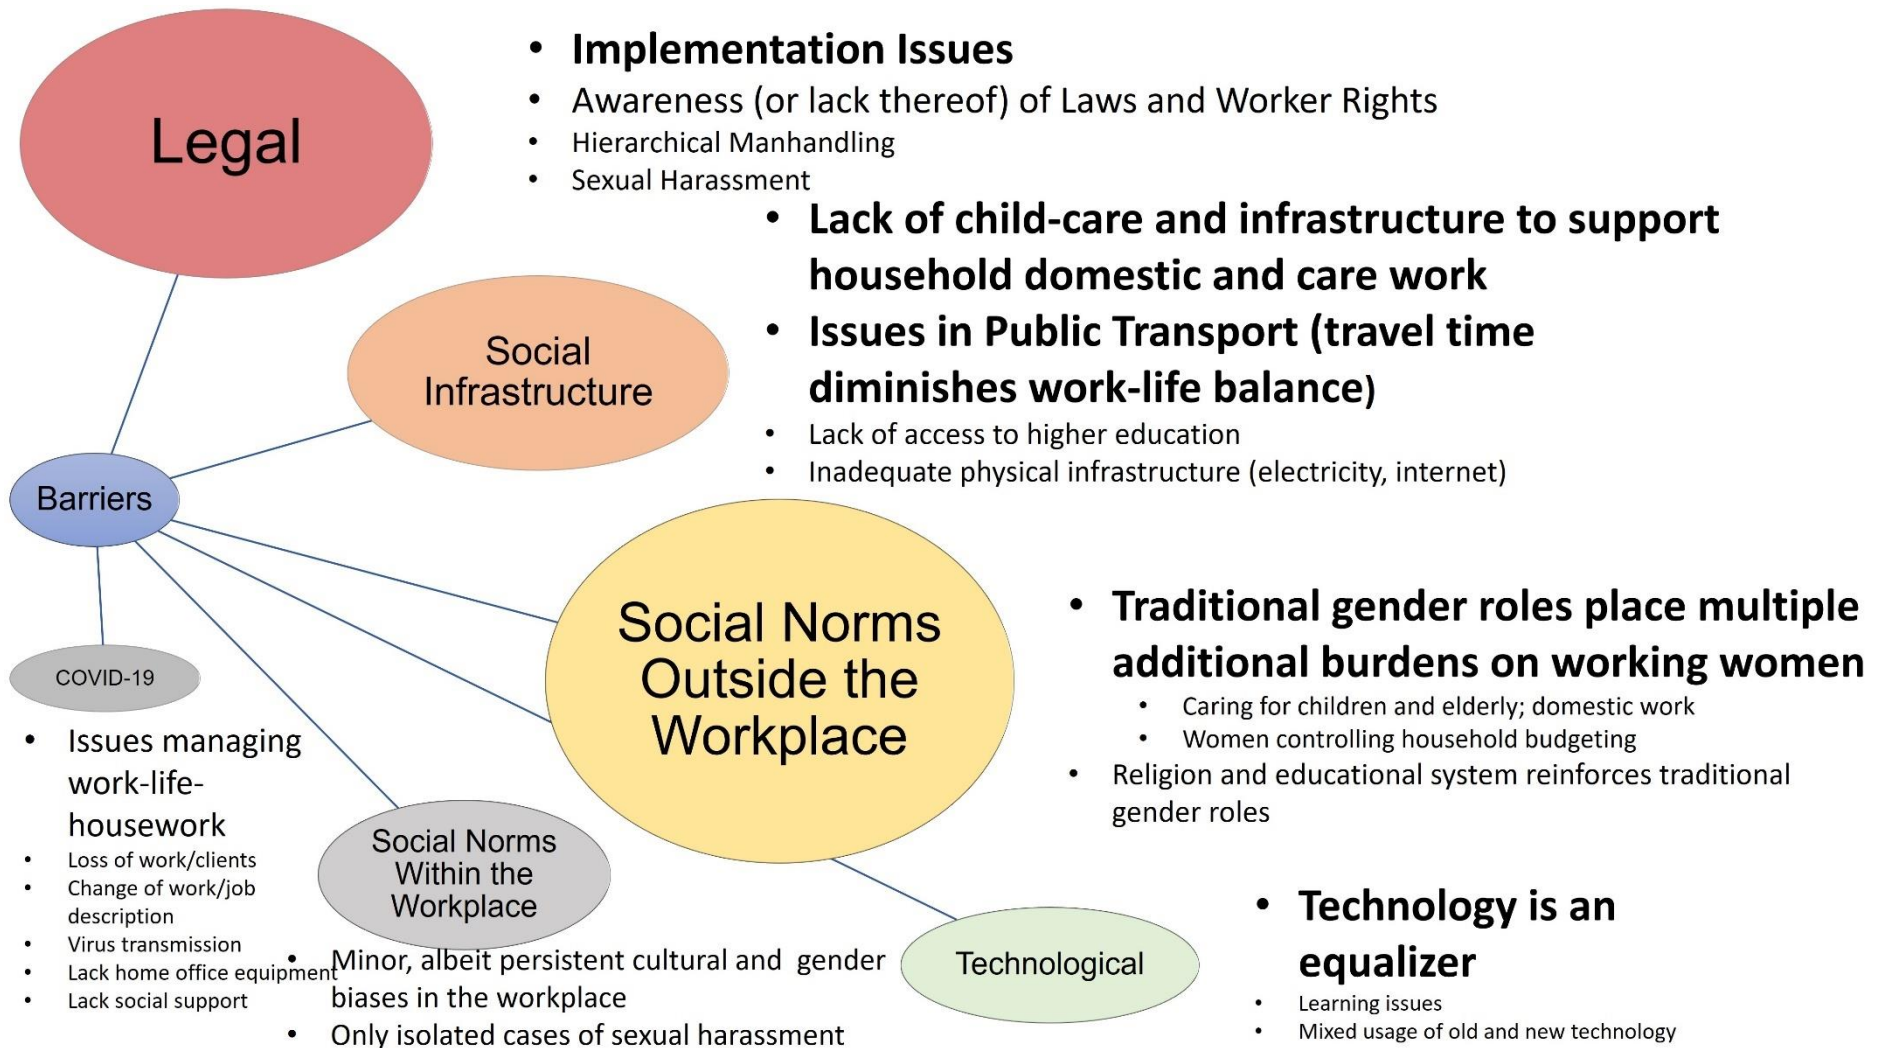 Legal
• Implementation Issues
• Awareness (or lack thereof) of Laws and Worker Rights
• Hierarchical Manhandling
• Sexual Harassment
Social
Infrastructure
• Lack of child-care and infrastructure to support
household domestic and care work
• Issues in Public Transport (travel time
diminishes work-life balance)
• Lack of access to higher education
• Inadequate physical infrastructure (electricity, internet)
Barriers
Social Norms
Outside the
Workplace
• Traditional gender roles place multiple
additional burdens on working women
• Caring for children and elderly; domestic work
• Women controlling household budgeting
• Religion and educational system reinforces traditional
gender roles
COVID-19
• Issues managing
work-life-
housework
• Loss of work/clients
• Change of work/job
description
• Virus transmission
• Lack home office equipment
• Lack social support
Social Norms
Within the
Workplace
• Minor, albeit persistent cultural and gender
biases in the workplace
• Only isolated cases of sexual harassment
Technological
• Technology is an
equalizer
• Learning issues
• Mixed usage of old and new technology